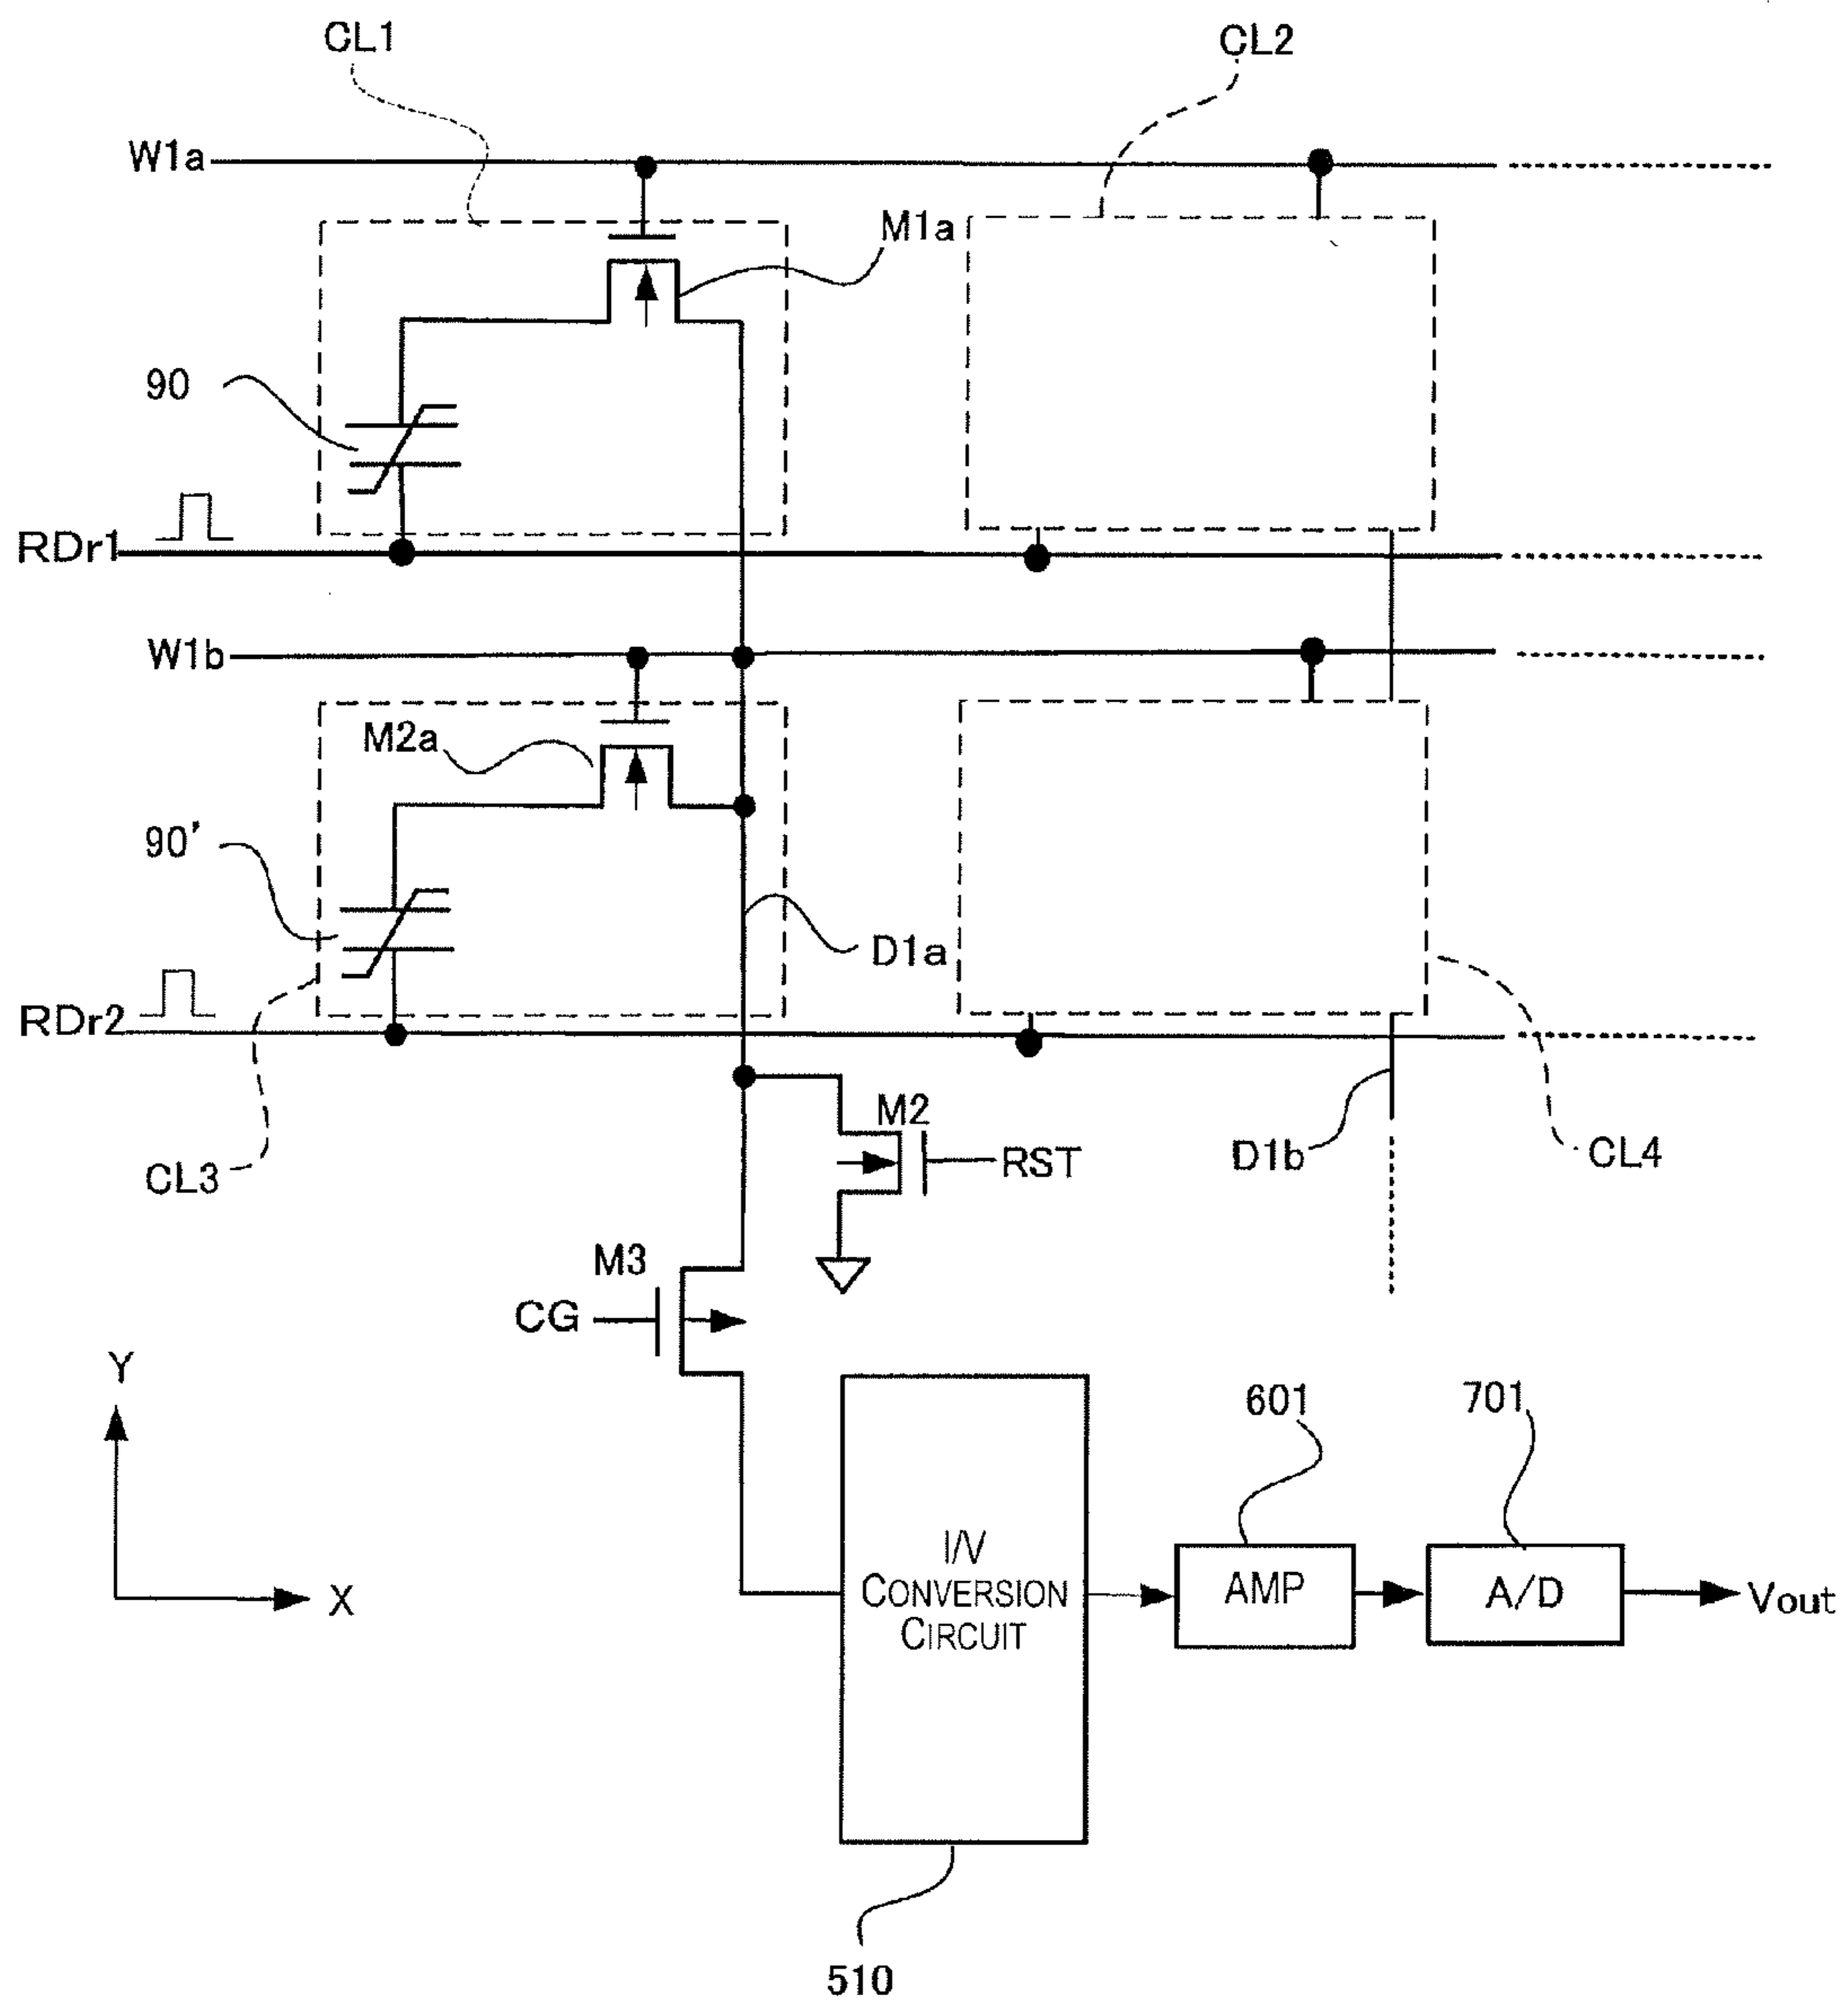 CL1
CL2
W1a
M1a
90
RDr1
W1b
M2a
90'
D1a
RDr2
M2
RST
D1b
CL4
CL3
M3
CG
Y
X
601
701
I/V
CONVERSION
CIRCUIT
AMP
A/D
Vout
510